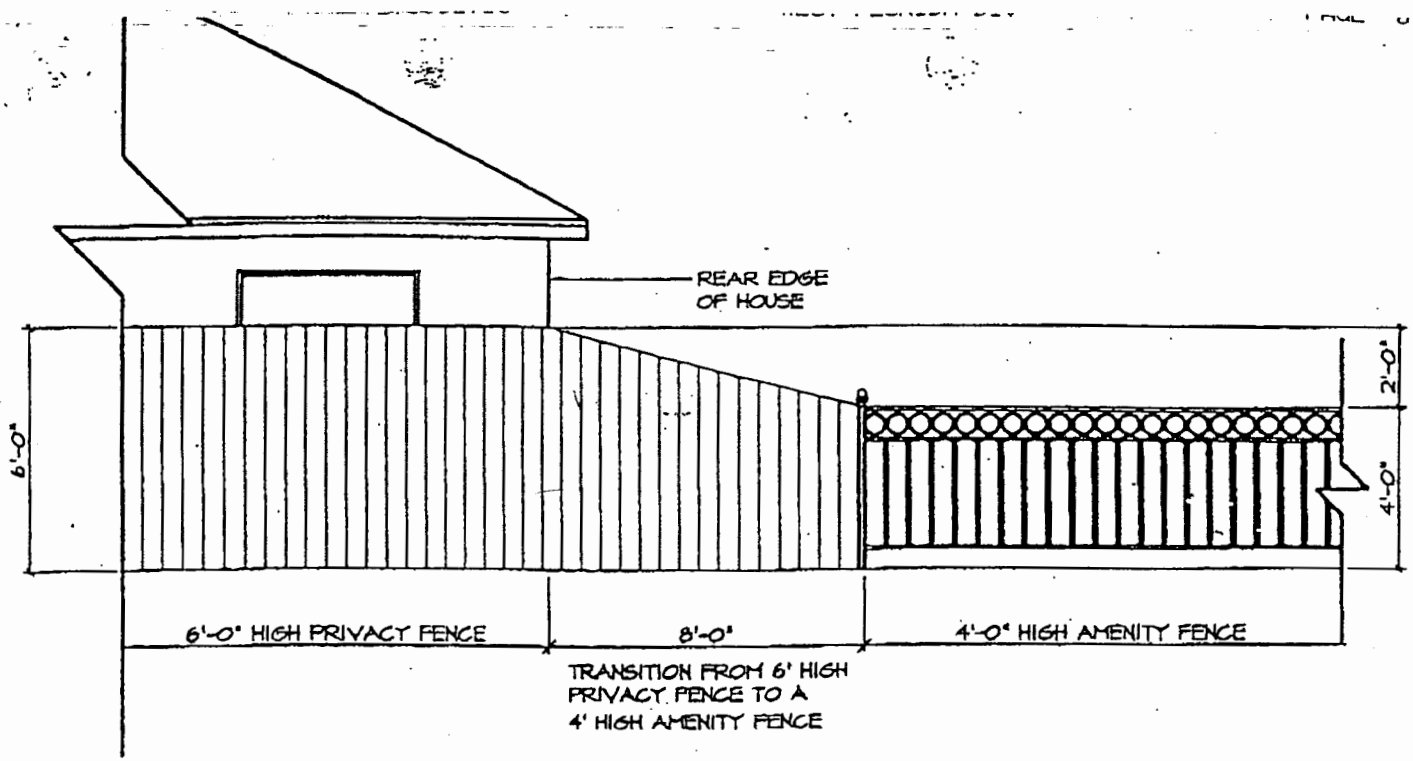 REAR EDGE
OF HOUSE
2'-0"
6'-0"
4'-0"
6'-0" HIGH PRIVACY FENCE
8'-0"
4'-0" HIGH AMENITY FENCE
TRANSITION FROM 6' HIGH
PRIVACY FENCE TO A
4' HIGH AMENITY FENCE